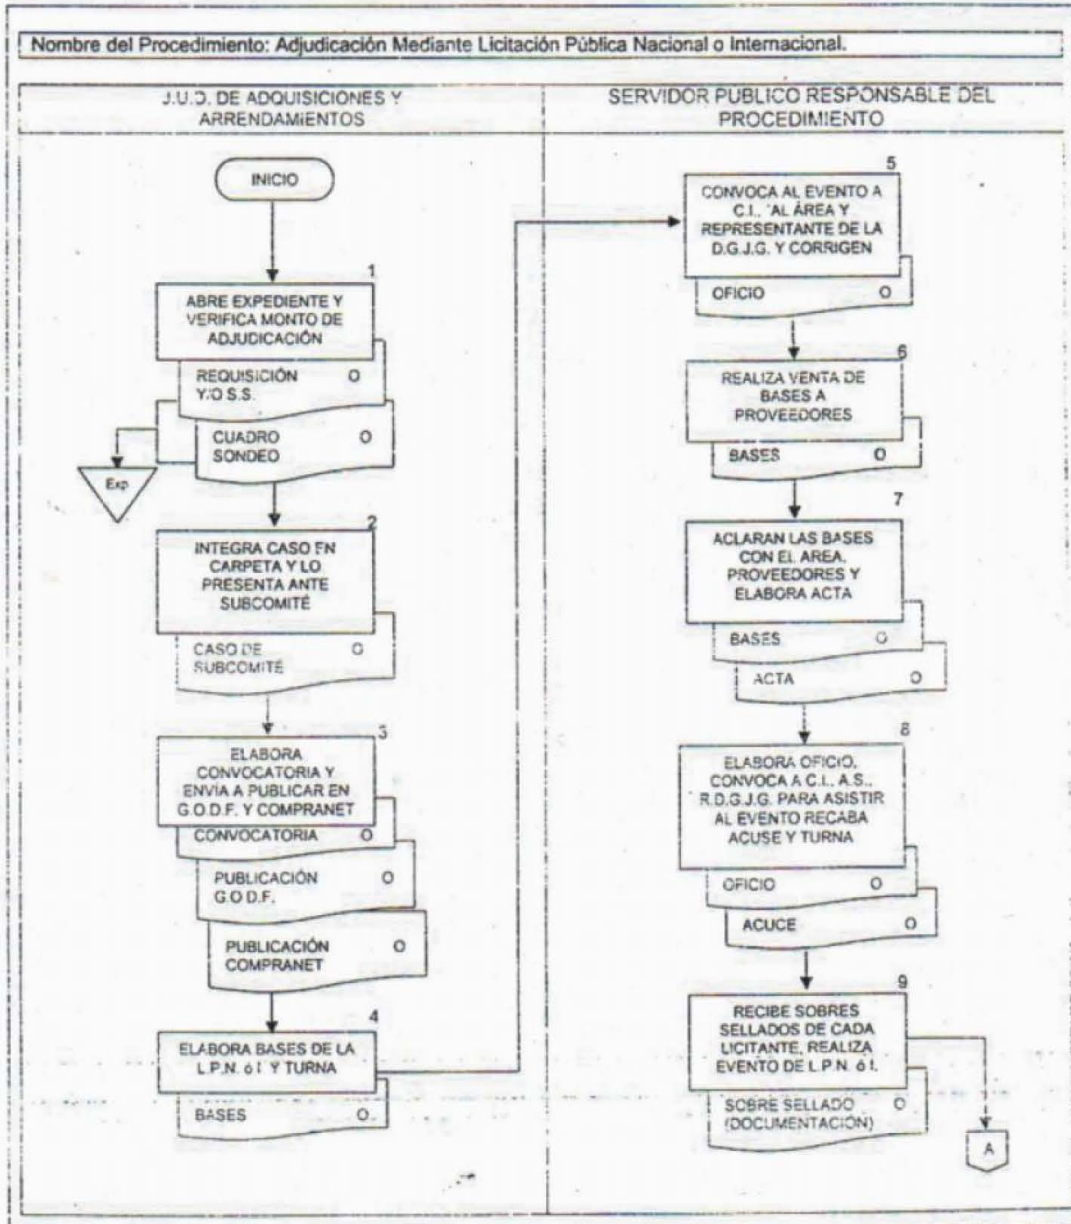 Nombre del Procedimiento: Adjudicación Mediante Licitación Pública Nacional o Internacional.
J.U.D. DE ADQUISICIONES Y
ARRENDAMIENTOS
INICIO
1
ABRE EXPEDIENTE Y
VERIFICA MONTO DE
ADJUDICACIÓN
REQUISICIÓN O
Y/O S.S.
CUADRO O
SONDEO
Exp
2
INTEGRA CASO EN
CARPETA Y LO
PRESENTA ANTE
SUBCOMITÉ
CASO DE O
SUBCOMITÉ
3
ELABORA
CONVOCATORIA Y
ENVIA A PUBLICAR EN
G.O.D.F. Y COMPRANET
CONVOCATORIA O
PUBLICACIÓN O
G.O.D.F.
PUBLICACIÓN O
COMPRANET
4
ELABORA BASES DE LA
L.P.N. ó I. Y TURNA
BASES O
SERVIDOR PUBLICO RESPONSABLE DEL
PROCEDIMIENTO
5
CONVOCA AL EVENTO A
C.I., AL ÁREA Y
REPRESENTANTE DE LA
D.G.J.G. Y CORRIGEN
OFICIO O
6
REALIZA VENTA DE
BASES A
PROVEEDORES
BASES O
7
ACLARAN LAS BASES
CON EL AREA,
PROVEEDORES Y
ELABORA ACTA
BASES O
ACTA O
8
ELABORA OFICIO,
CONVOCA A C.I., A.S.,
R.D.G.J.G. PARA ASISTIR
AL EVENTO RECABA
ACUSE Y TURNA
OFICIO O
ACUCE O
9
RECIBE SOBRES
SELLADOS DE CADA
LICITANTE, REALIZA
EVENTO DE L.P.N. ó I.
SOBRE SELLADO O
(DOCUMENTACIÓN)
A